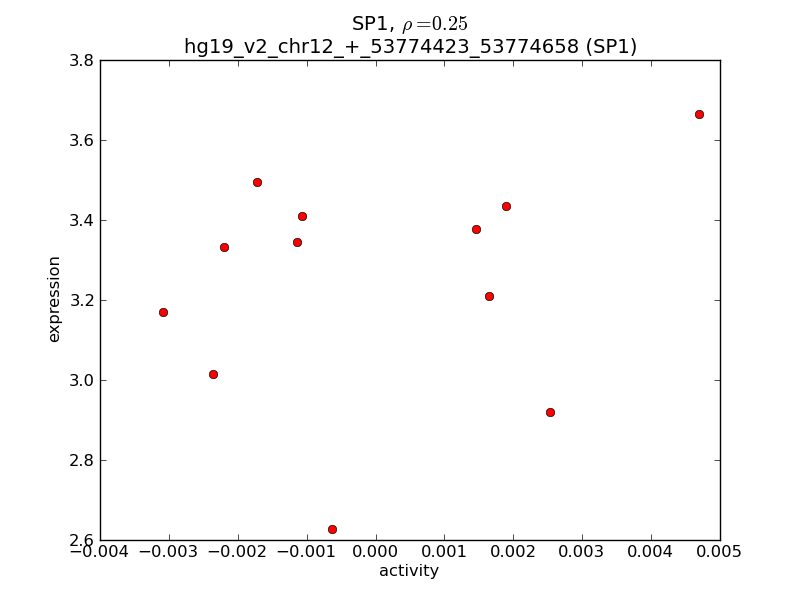 SP1, ρ=0.25
hg19_v2_chr12_+_53774423_53774658 (SP1)
3.8
3.6
3.4
3.2
3.0
2.8
2.6
expression
−0.004 −0.003 −0.002 −0.001 0.000 0.001 0.002 0.003 0.004 0.005
activity